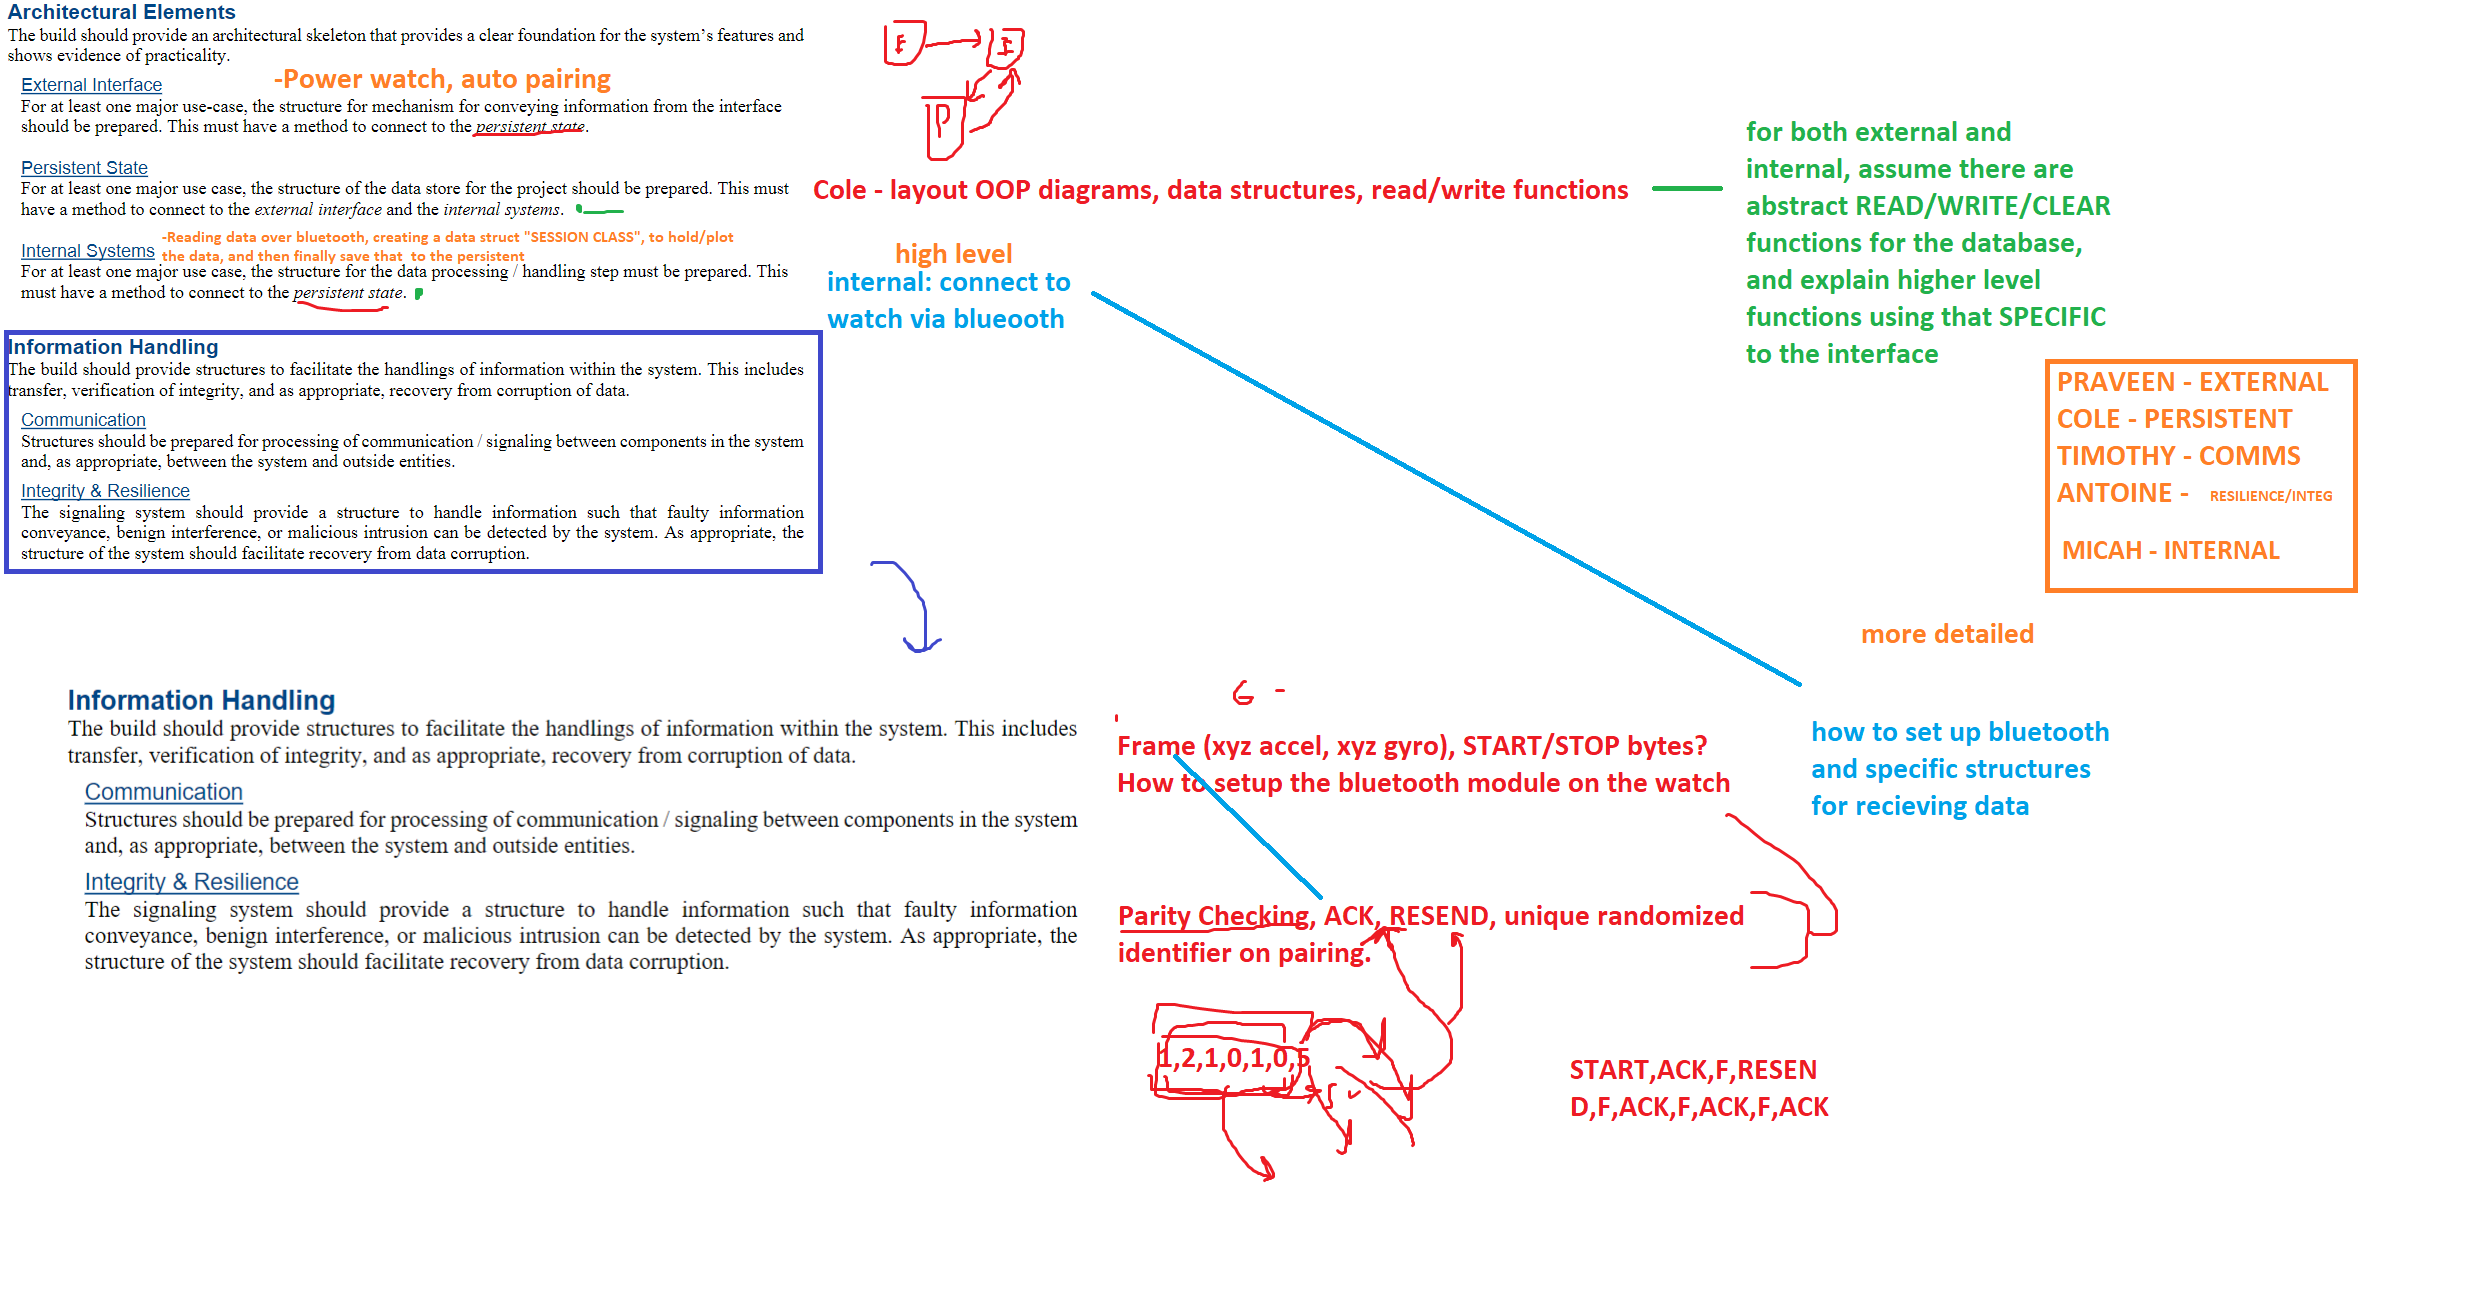 Architectural Elements
The build should provide an architectural skeleton that provides a clear foundation for the system's features and
shows evidence of practicality.
External Interface
-Power watch, auto pairing
For at least one major use-case, the structure for mechanism for conveying information from the interface
should be prepared. This must have a method to connect to the persistent state.
Persistent State
For at least one major use case, the structure of the data store for the project should be prepared. This must
have a method to connect to the external interface and the internal systems.
Internal Systems
-Reading data over bluetooth, creating a data struct "SESSION CLASS", to hold/plot
the data, and then finally save that to the persistent
For at least one major use case, the structure for the data processing / handling step must be prepared. This
must have a method to connect to the persistent state.
E
I
P
Cole - layout OOP diagrams, data structures, read/write functions
for both external and
internal, assume there are
abstract READ/WRITE/CLEAR
functions for the database,
and explain higher level
functions using that SPECIFIC
to the interface
high level
internal: connect to
watch via blueooth
PRAVEEN - EXTERNAL
COLE - PERSISTENT
TIMOTHY - COMMS
ANTOINE - RESILIENCE/INTEG
MICAH - INTERNAL
Information Handling
The build should provide structures to facilitate the handlings of information within the system. This includes
transfer, verification of integrity, and as appropriate, recovery from corruption of data.
Communication
Structures should be prepared for processing of communication / signaling between components in the system
and, as appropriate, between the system and outside entities.
Integrity & Resilience
The signaling system should provide a structure to handle information such that faulty information
conveyance, benign interference, or malicious intrusion can be detected by the system. As appropriate, the
structure of the system should facilitate recovery from data corruption.
more detailed
how to set up bluetooth
and specific structures
for recieving data
Information Handling
The build should provide structures to facilitate the handlings of information within the system. This includes
transfer, verification of integrity, and as appropriate, recovery from corruption of data.
Communication
Structures should be prepared for processing of communication / signaling between components in the system
and, as appropriate, between the system and outside entities.
Integrity & Resilience
The signaling system should provide a structure to handle information such that faulty information
conveyance, benign interference, or malicious intrusion can be detected by the system. As appropriate, the
structure of the system should facilitate recovery from data corruption.
6 -
Frame (xyz accel, xyz gyro), START/STOP bytes?
How to setup the bluetooth module on the watch
Parity Checking, ACK, RESEND, unique randomized
identifier on pairing.
1,2,1,0,1,0,5
START,ACK,F,RESEN
D,F,ACK,F,ACK,F,ACK